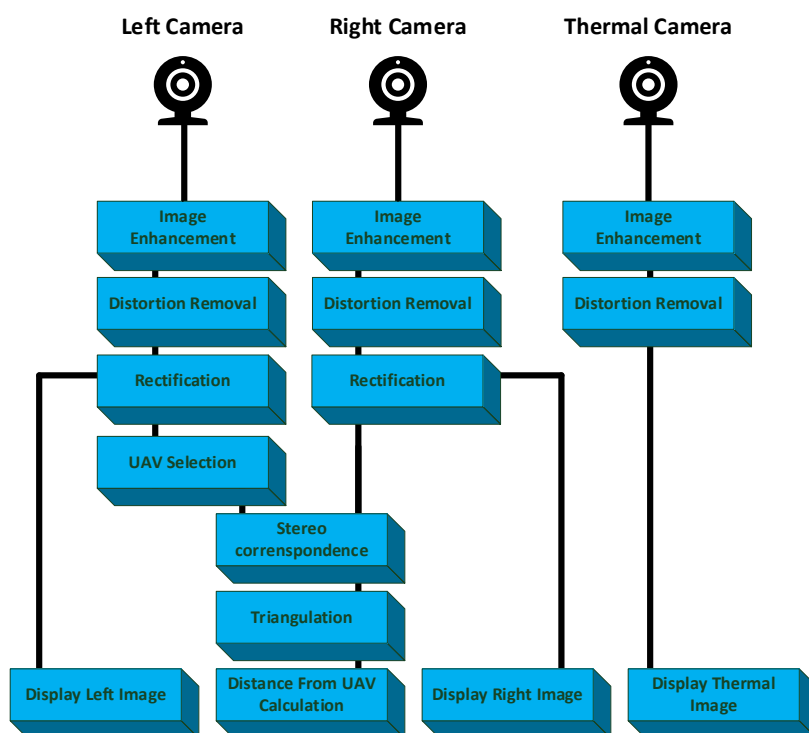 Left Camera
Right Camera
Thermal Camera
Image
Enhancement
Image
Enhancement
Image
Enhancement
Distortion Removal
Distortion Removal
Distortion Removal
Rectification
Rectification
UAV Selection
Stereo
corrrenspondence
Triangulation
Display Left Image
Distance From UAV
Calculation
Display Right Image
Display Thermal
Image